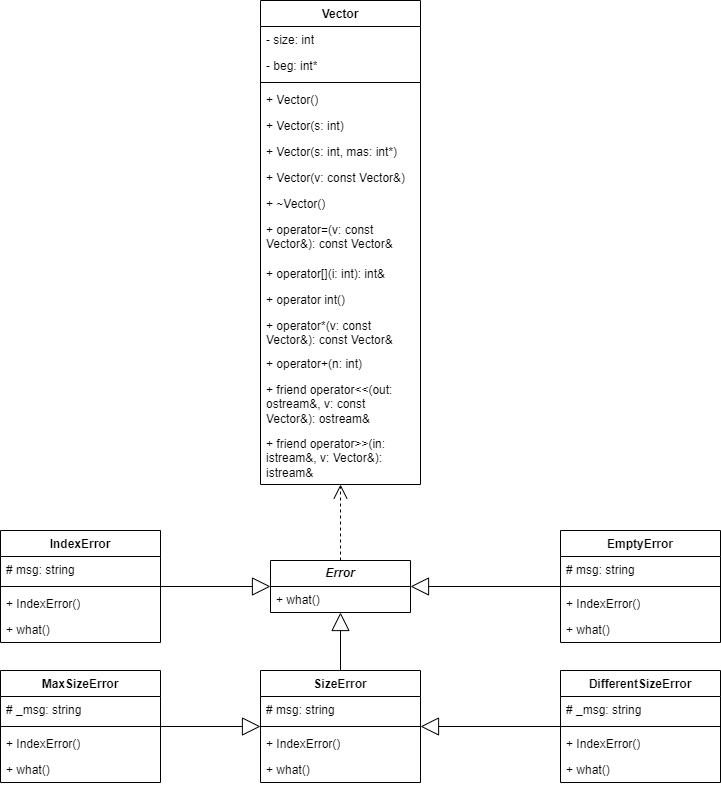 Vector
- size: int
- beg: int*
+ Vector()
+ Vector(s: int)
+ Vector(s: int, mas: int*)
+ Vector(v: const Vector&)
+ ~Vector()
+ operator=(v: const
Vector&): const Vector&
+ operator[](i: int): int&
+ operator int()
+ operator*(v: const
Vector&): const Vector&
+ operator+(n: int)
+ friend operator<<(out:
ostream&, v: const
Vector&): ostream&
+ friend operator>>(in:
istream&, v: Vector&):
istream&
IndexError
# msg: string
+ IndexError()
+ what()
Error
+ what()
EmptyError
# msg: string
+ IndexError()
+ what()
MaxSizeError
# _msg: string
+ IndexError()
+ what()
SizeError
# msg: string
+ IndexError()
+ what()
DifferentSizeError
# _msg: string
+ IndexError()
+ what()